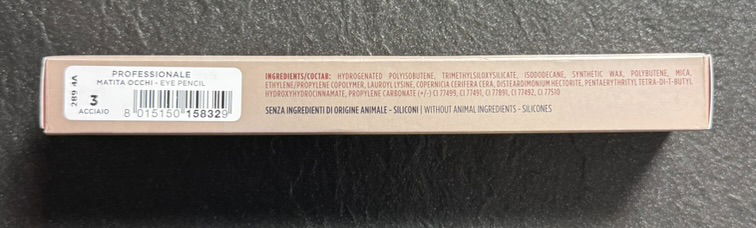 PROFESSIONALE
MATITA OCCHI - EYE PENCIL
289 4A
3
ACCIAIO
8 015150 158329
INGREDIENTS/СОСТАВ: HYDROGENATED POLYISOBUTENE, TRIMETHYLSILOXYSILICATE, ISODODECANE, SYNTHETIC WAX, POLYBUTENE, MICA,
ETHYLENE/PROPYLENE COPOLYMER, LAUROYL LYSINE, COPERNICIA CERIFERA CERA, DISTEARDIMONIUM HECTORITE, PENTAERYTHRITYL TETRA-DI-T-BUTYL
HYDROXYHYDROCINNAMATE, PROPYLENE CARBONATE (+/-) CI 77499, CI 77491, CI 77891, CI 77492, CI 77510
SENZA INGREDIENTI DI ORIGINE ANIMALE - SILICONI | WITHOUT ANIMAL INGREDIENTS - SILICONES